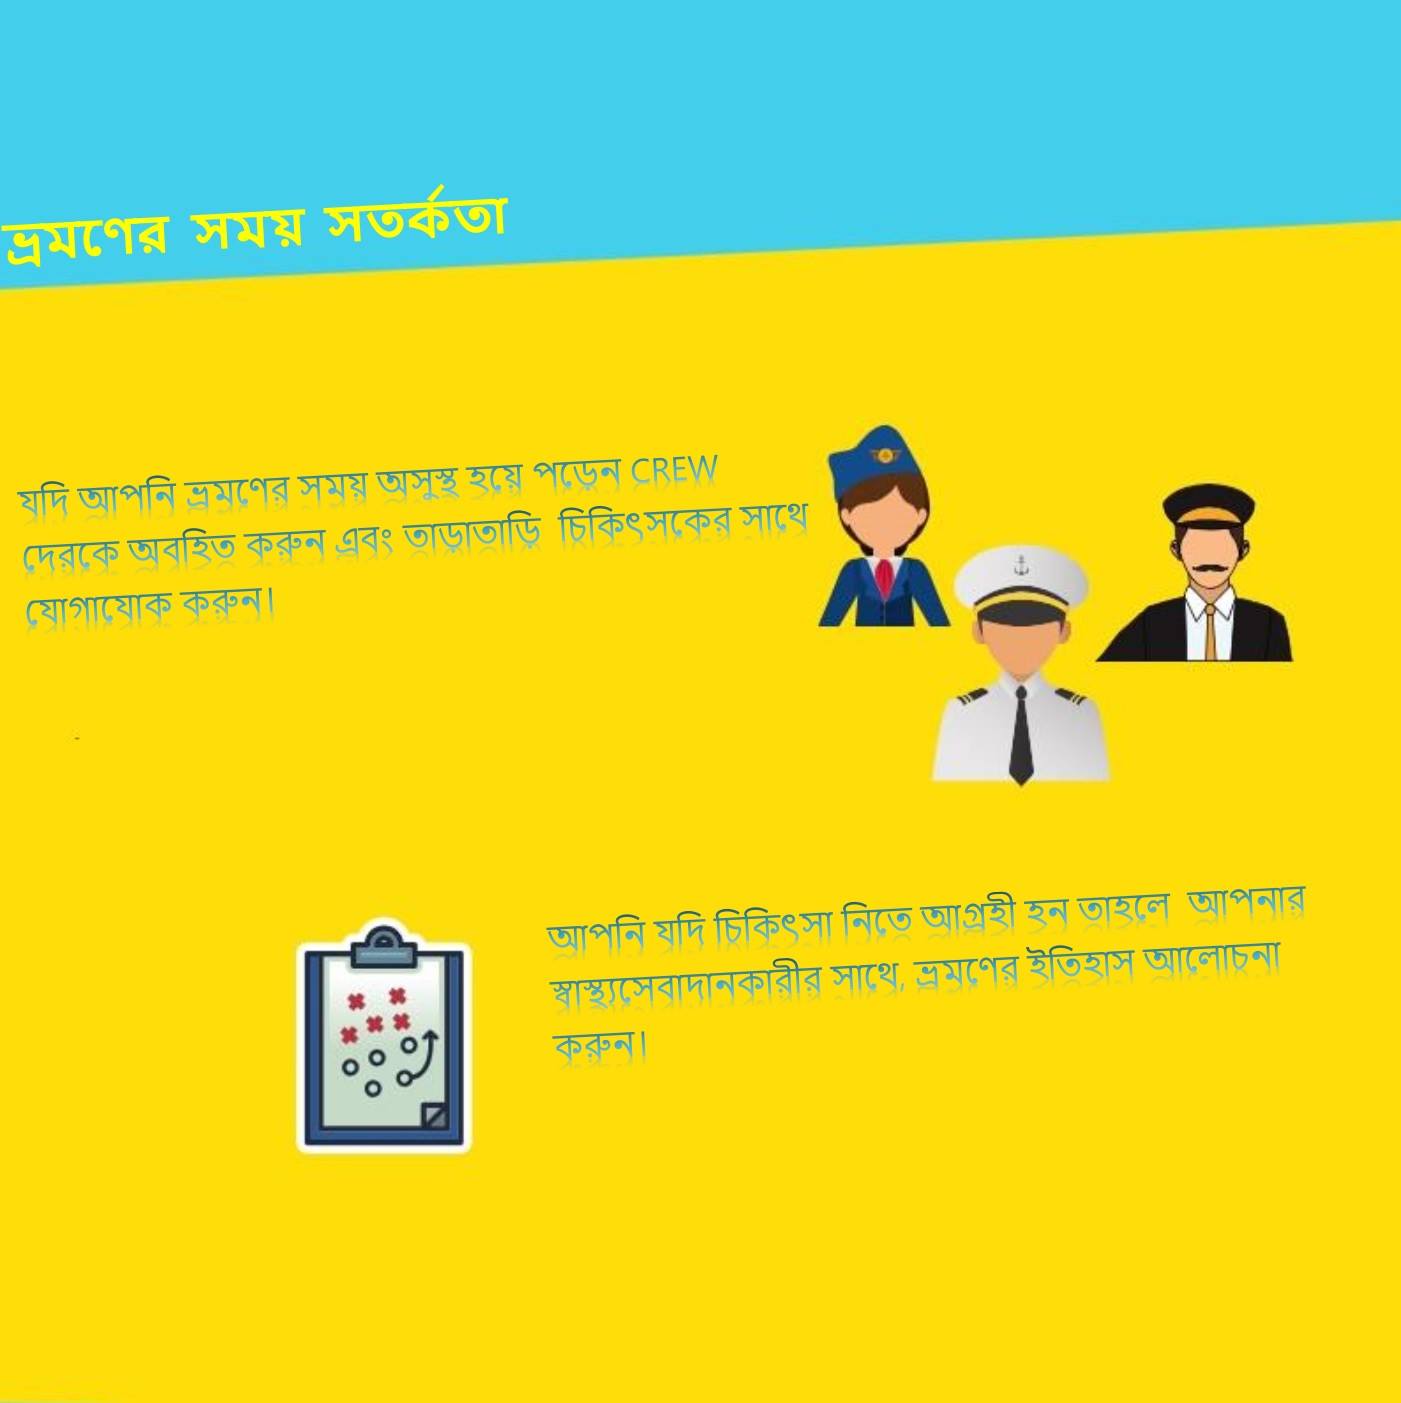 ভ্রমণের সময় সতর্কতা
যদি আপনি ভ্রমণের সময় অসুস্থ হয়ে পড়েন CREW
দেরকে অবহিত করুন এবং তাড়াতাড়ি চিকিৎসকের সাথে
যোগাযোক করুন।
-
আপনি যদি চিকিৎসা নিতে আগ্রহী হন তাহলে আপনার
স্বাস্থ্যসেবাদানকারীর সাথে, ভ্রমণের ইতিহাস আলোচনা
করুন।